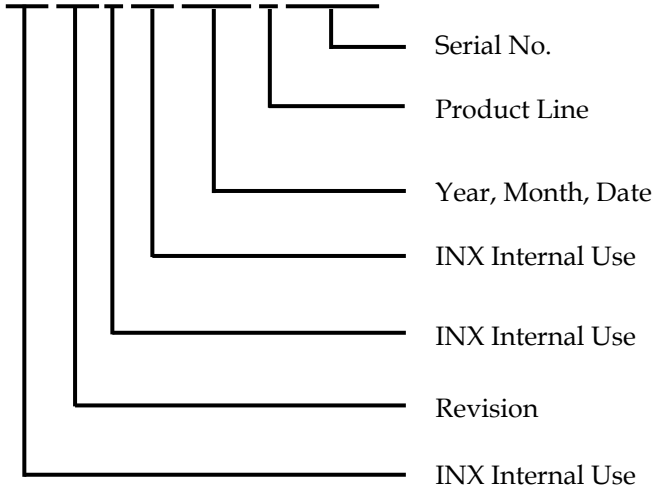 Serial No.
Product Line
Year, Month, Date
INX Internal Use
INX Internal Use
Revision
INX Internal Use